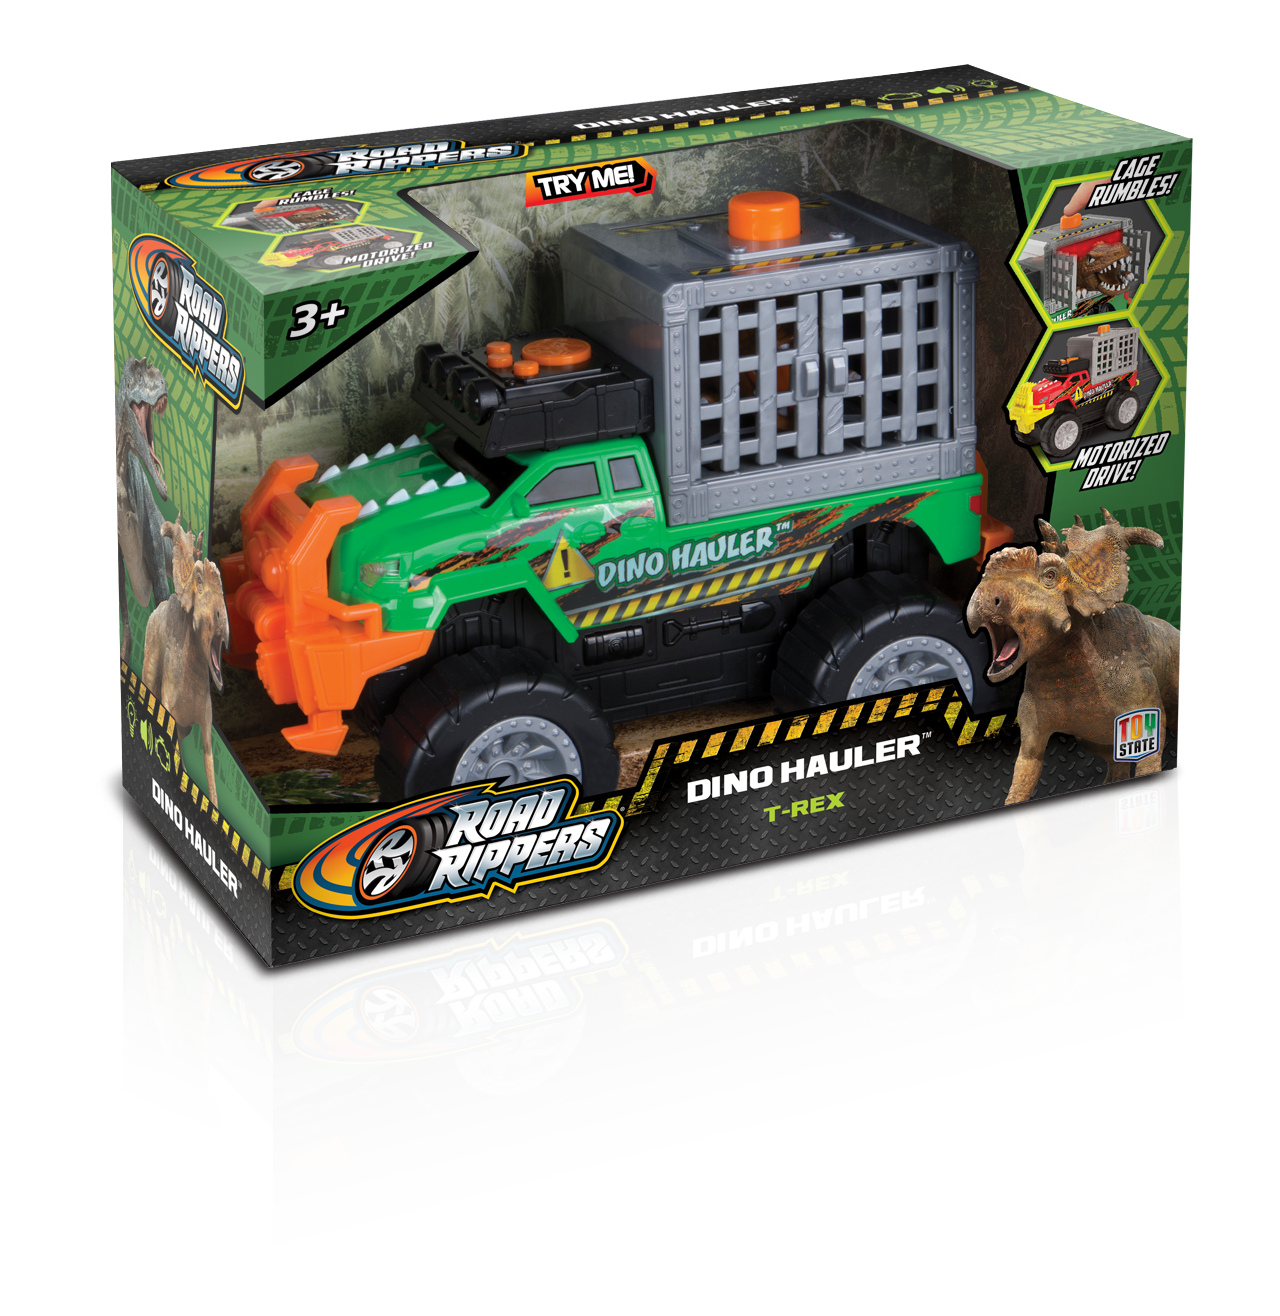 DINO HAULER™
ROAD
RIPPERS
CAGE
RUMBLES!
MOTORIZED
DRIVE!
TRY ME!
3+
CAGE
RUMBLES!
MOTORIZED
DRIVE!
ROAD
RIPPERS
DINO HAULER™
DINO HAULER™
T-REX
TOY
STATE
DINO HAULER™
ROAD
RIPPERS®